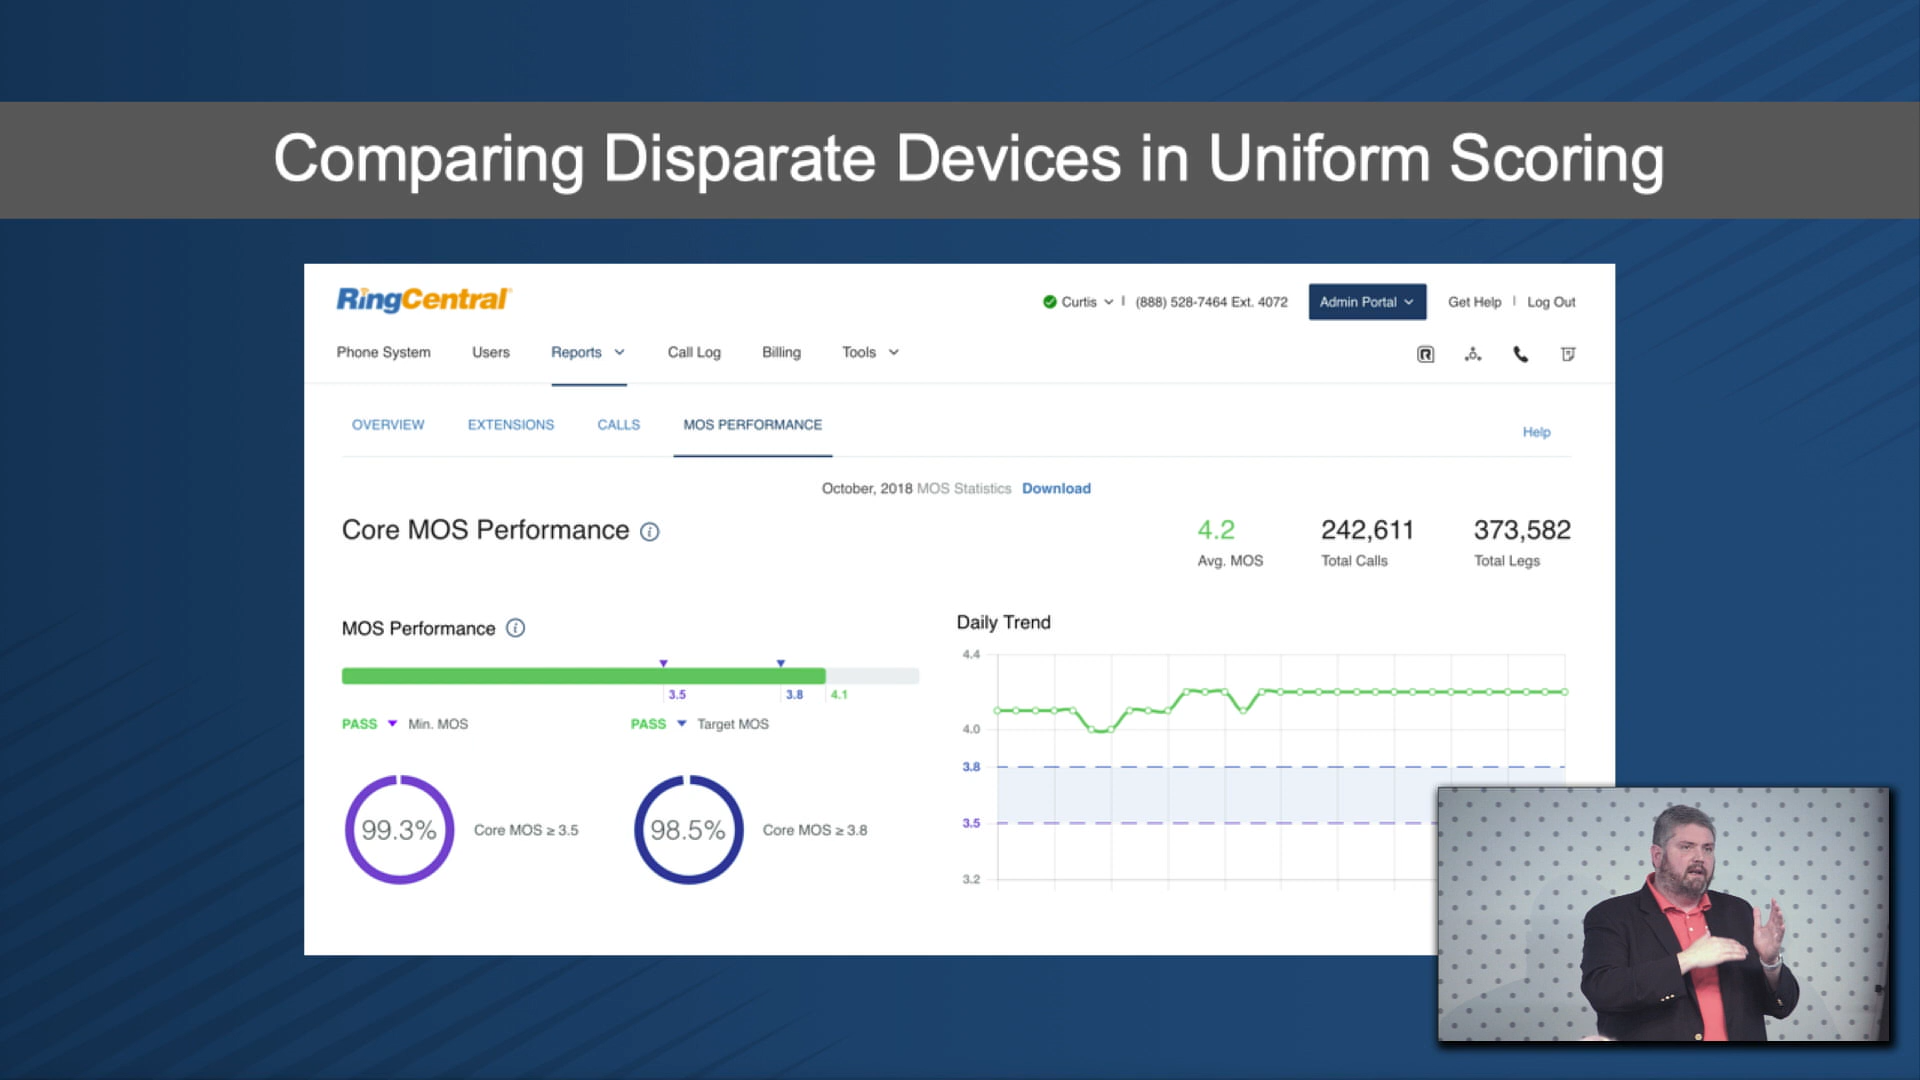 Comparing Disparate Devices in Uniform Scoring
RingCentral
Curtis | (888) 528-7464 Ext. 4072 Admin Portal Get Help | Log Out
Phone System Users Reports Call Log Billing Tools
OVERVIEW EXTENSIONS CALLS MOS PERFORMANCE
Help
October, 2018 MOS Statistics Download
Core MOS Performance
4.2 242,611 373,582
Avg. MOS Total Calls Total Legs
MOS Performance
3.5 3.8 4.1
PASS Min. MOS PASS Target MOS
99.3% Core MOS ≥ 3.5 98.5% Core MOS ≥ 3.8
Daily Trend
4.4
4.0
3.8
3.5
3.2